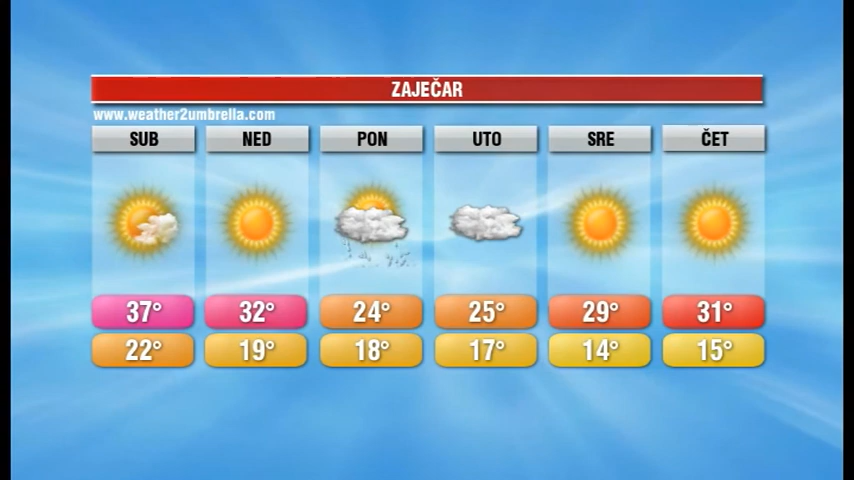 ZAJEČAR
www.weather2umbrella.com
SUB NED PON UTO SRE ČET
37° 32° 24° 25° 29° 31°
22° 19° 18° 17° 14° 15°